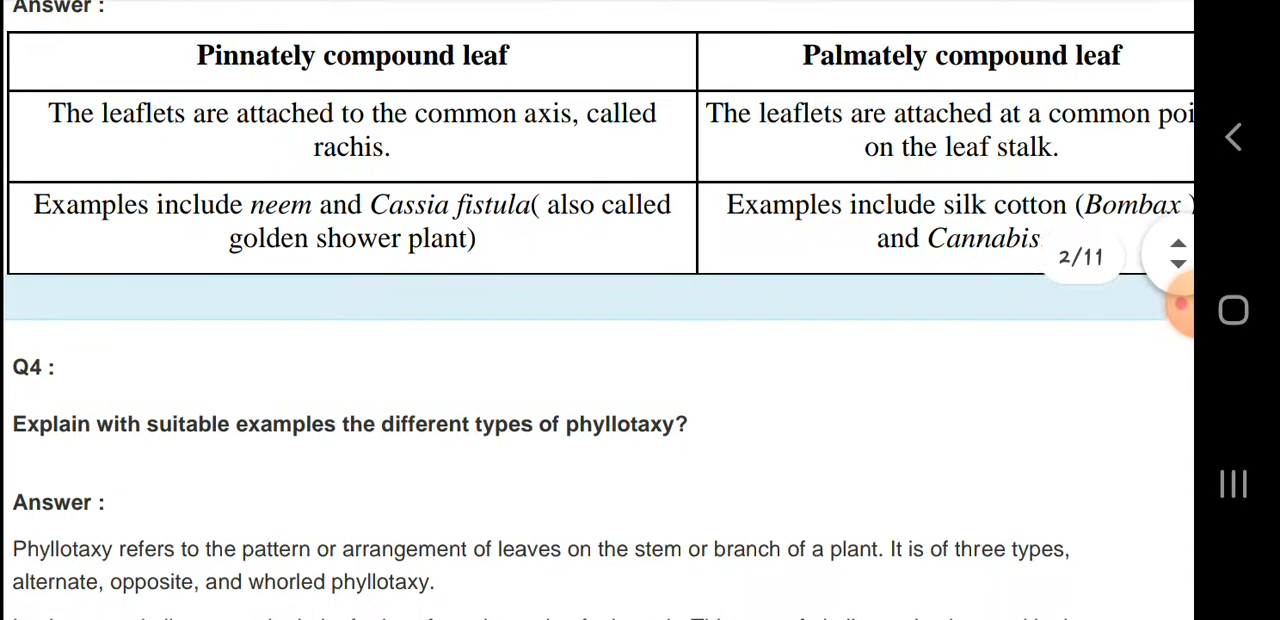 Answer :
Pinnately compound leaf
Palmately compound leaf
The leaflets are attached to the common axis, called
rachis.
The leaflets are attached at a common poi
on the leaf stalk.
Examples include neem and Cassia fistula( also called
golden shower plant)
Examples include silk cotton (Bombax )
and Cannabis
2/11
Q4 :
Explain with suitable examples the different types of phyllotaxy?
Answer :
Phyllotaxy refers to the pattern or arrangement of leaves on the stem or branch of a plant. It is of three types,
alternate, opposite, and whorled phyllotaxy.